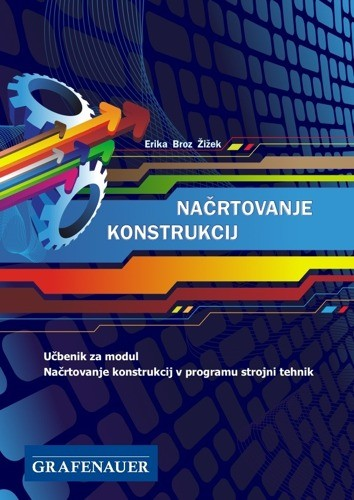 Erika Broz Žižek
NAČRTOVANJE
KONSTRUKCIJ
Učbenik za modul
Načrtovanje konstrukcij v programu strojni tehnik
GRAFENAUER